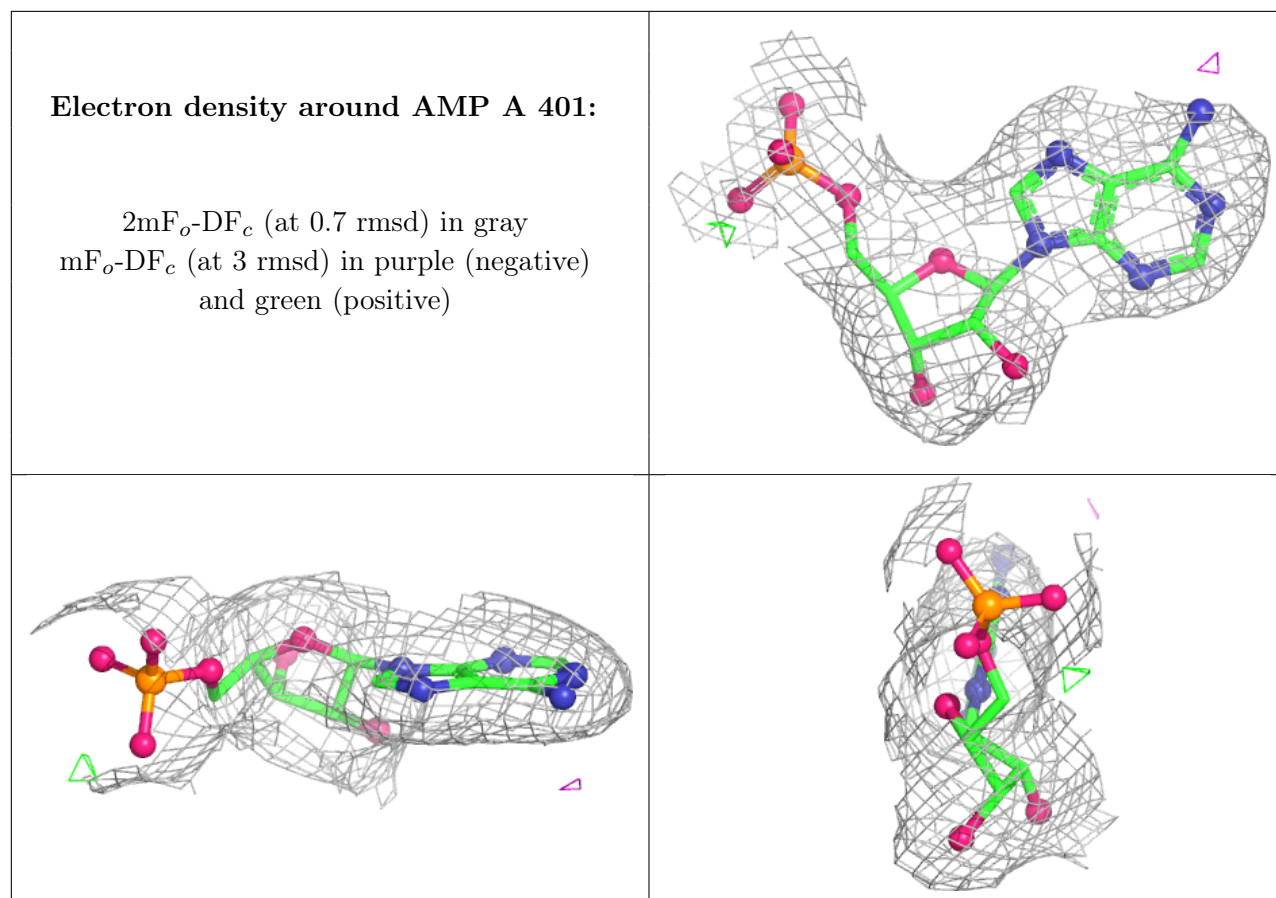 Electron density around AMP A 401:
2mFo-DFc (at 0.7 rmsd) in gray
mFo-DFc (at 3 rmsd) in purple (negative)
and green (positive)